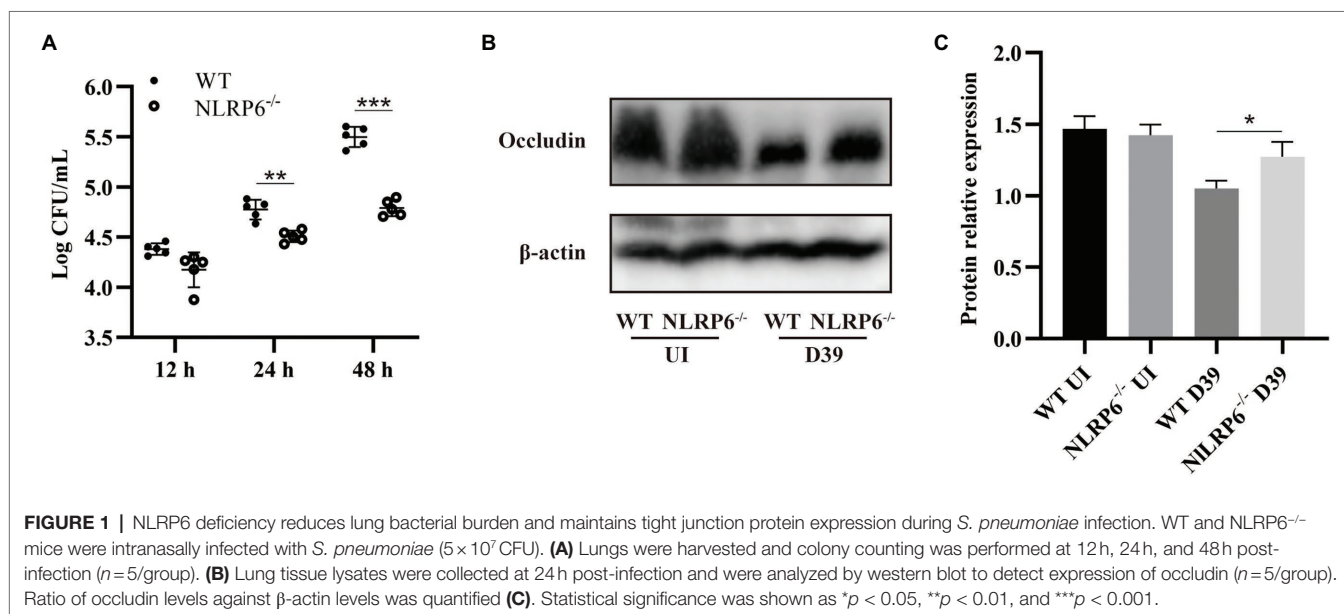 A
WT
NLRP6-/-
Log CFU/mL
6.0
5.5
5.0
4.5
4.0
3.5
**
***
12 h
24 h
48 h
B
Occludin
β-actin
WT NLRP6-/- WT NLRP6-/-
UI D39
C
Protein relative expression
2.0
1.5
1.0
0.5
0.0
*
WT UI
NLRP6-/- UI
WT D39
NILRP6-/- D39
FIGURE 1 | NLRP6 deficiency reduces lung bacterial burden and maintains tight junction protein expression during S. pneumoniae infection. WT and NLRP6−/−
mice were intranasally infected with S. pneumoniae (5 × 10⁷ CFU). (A) Lungs were harvested and colony counting was performed at 12 h, 24 h, and 48 h post-
infection (n = 5/group). (B) Lung tissue lysates were collected at 24 h post-infection and were analyzed by western blot to detect expression of occludin (n = 5/group).
Ratio of occludin levels against β-actin levels was quantified (C). Statistical significance was shown as *p < 0.05, **p < 0.01, and ***p < 0.001.